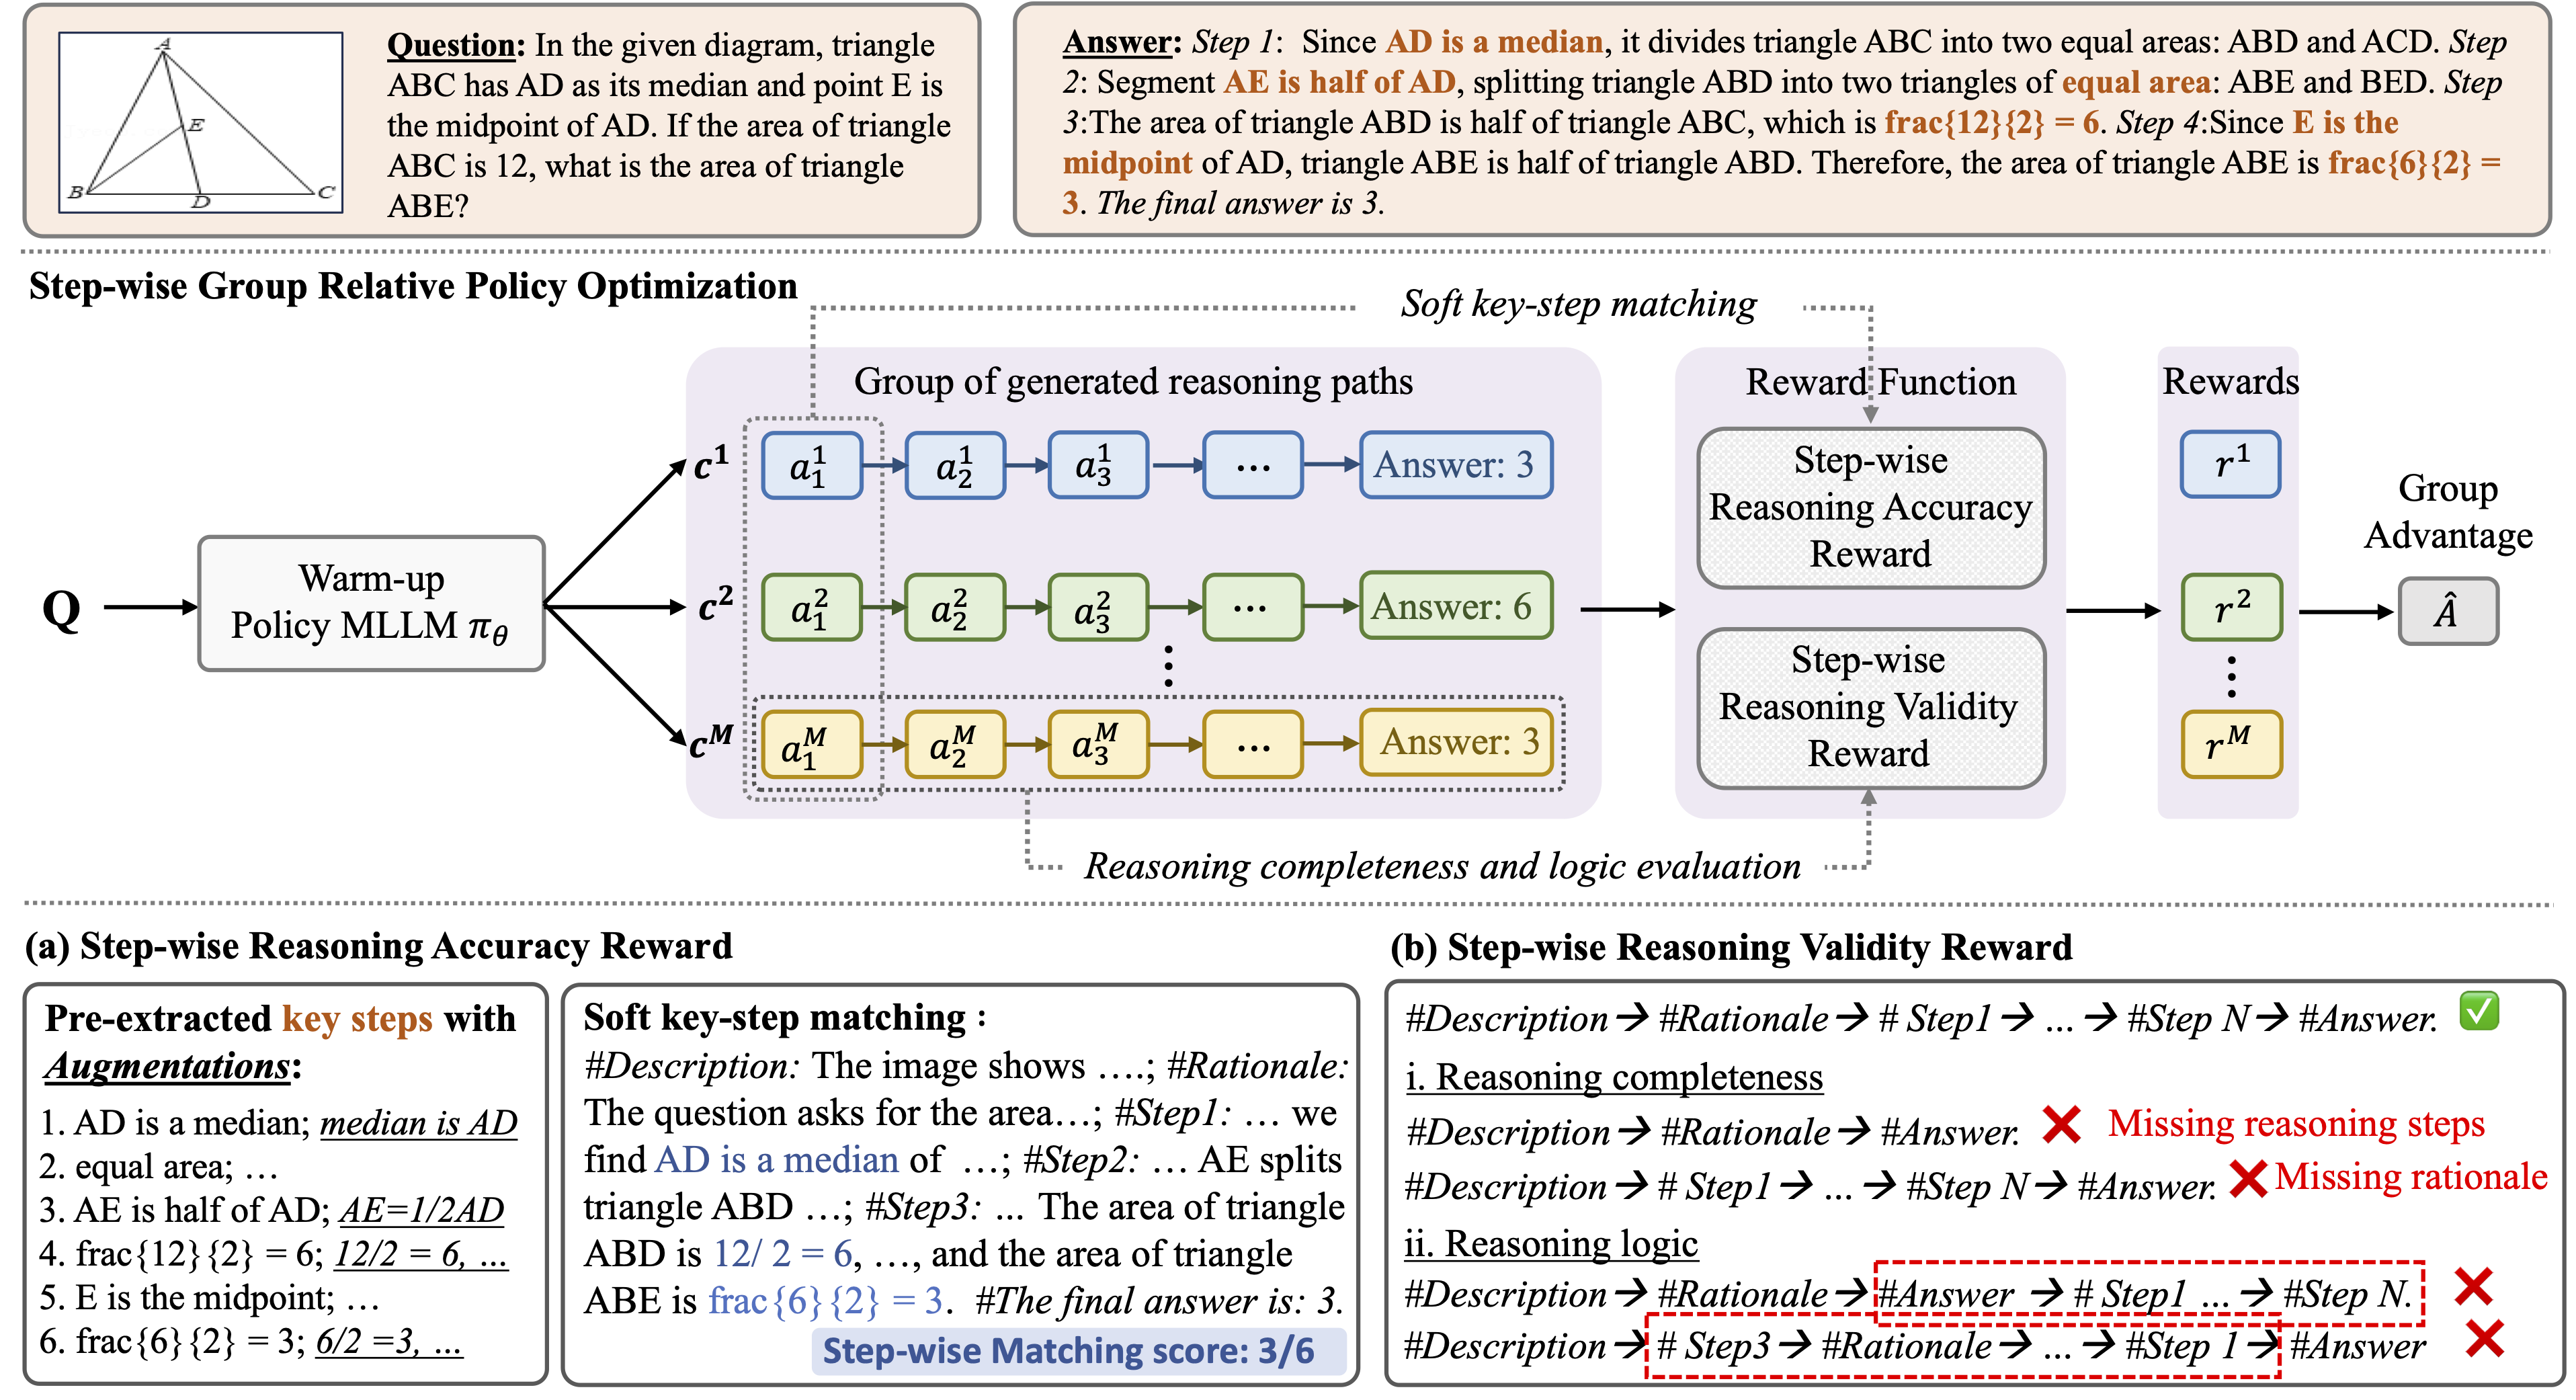 A
E
B
D
C
Question: In the given diagram, triangle
ABC has AD as its median and point E is
the midpoint of AD. If the area of triangle
ABC is 12, what is the area of triangle
ABE?
Answer: Step 1: Since AD is a median, it divides triangle ABC into two equal areas: ABD and ACD. Step
2: Segment AE is half of AD, splitting triangle ABD into two triangles of equal area: ABE and BED. Step
3:The area of triangle ABD is half of triangle ABC, which is frac{12}{2} = 6. Step 4:Since E is the
midpoint of AD, triangle ABE is half of triangle ABD. Therefore, the area of triangle ABE is frac{6}{2} =
3. The final answer is 3.
Step-wise Group Relative Policy Optimization
Soft key-step matching
Group of generated reasoning paths
Reward Function
Rewards
Q
Warm-up
Policy MLLM π_θ
c^1
a_1^1
a_2^1
a_3^1
...
Answer: 3
c^2
a_1^2
a_2^2
a_3^2
...
Answer: 6
⋮
c^M
a_1^M
a_2^M
a_3^M
...
Answer: 3
Step-wise
Reasoning Accuracy
Reward
Step-wise
Reasoning Validity
Reward
r^1
r^2
⋮
r^M
Group
Advantage
Â
Reasoning completeness and logic evaluation
(a) Step-wise Reasoning Accuracy Reward
Pre-extracted key steps with
Augmentations:
1. AD is a median; median is AD
2. equal area; …
3. AE is half of AD; AE=1/2AD
4. frac{12}{2} = 6; 12/2 = 6, ...
5. E is the midpoint; …
6. frac{6}{2} = 3; 6/2 =3, ...
Soft key-step matching :
#Description: The image shows ….; #Rationale:
The question asks for the area…; #Step1: … we
find AD is a median of …; #Step2: … AE splits
triangle ABD …; #Step3: ... The area of triangle
ABD is 12/ 2 = 6, …, and the area of triangle
ABE is frac{6}{2} = 3. #The final answer is: 3.
Step-wise Matching score: 3/6
(b) Step-wise Reasoning Validity Reward
#Description→ #Rationale→ # Step1→ ...→ #Step N→ #Answer. ✅
i. Reasoning completeness
#Description→ #Rationale→ #Answer. ❌ Missing reasoning steps
#Description→ # Step1→ ...→ #Step N→ #Answer. ❌ Missing rationale
ii. Reasoning logic
#Description→ #Rationale→ #Answer → # Step1 ...→ #Step N. ❌
#Description→ # Step3→ #Rationale→ ...→ #Step 1→ #Answer ❌